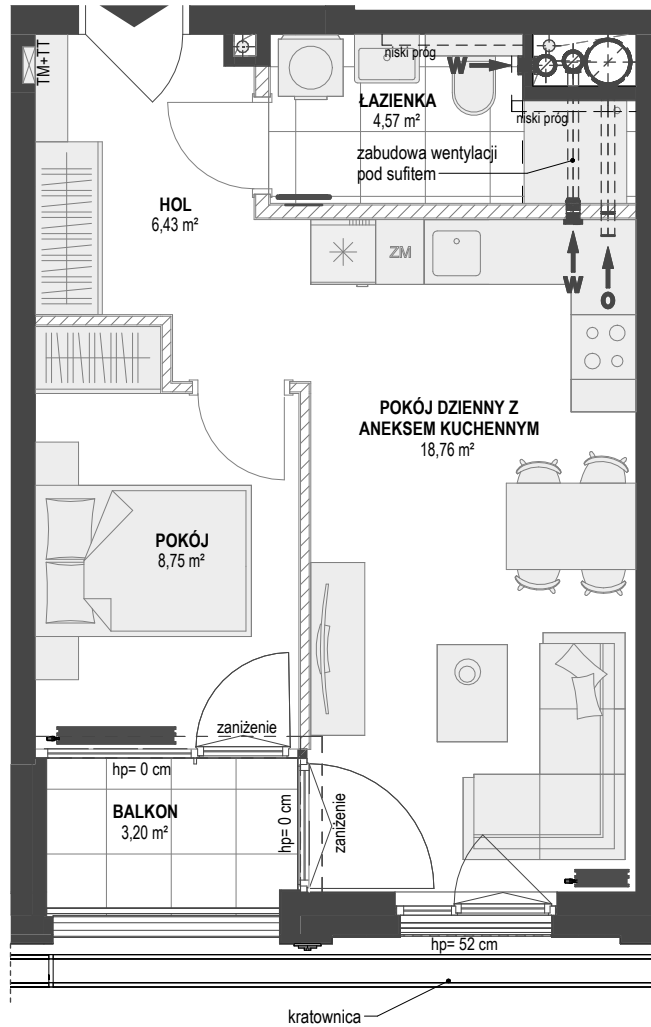 TM+TT
niski próg
W
ŁAZIENKA
4,57 m²
niski próg
zabudowa wentylacji
pod sufitem
HOL
6,43 m²
ZM
W
O
POKÓJ DZIENNY Z
ANEKSEM KUCHENNYM
18,76 m²
POKÓJ
8,75 m²
zaniżenie
hp= 0 cm
BALKON
3,20 m²
hp= 0 cm
zaniżenie
hp= 52 cm
kratownica